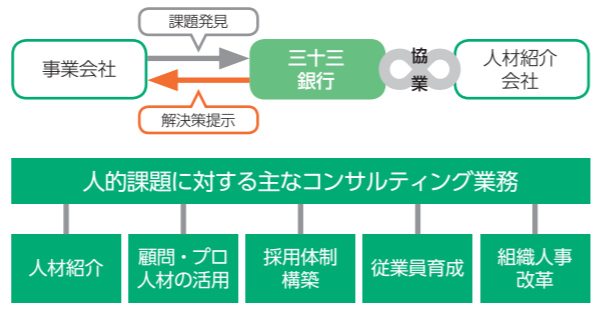 課題発見
事業会社
三十三
銀行
協
業
人材紹介
会社
解決策提示
人的課題に対する主なコンサルティング業務
人材紹介
顧問・プロ
人材の活用
採用体制
構築
従業員育成
組織人事
改革